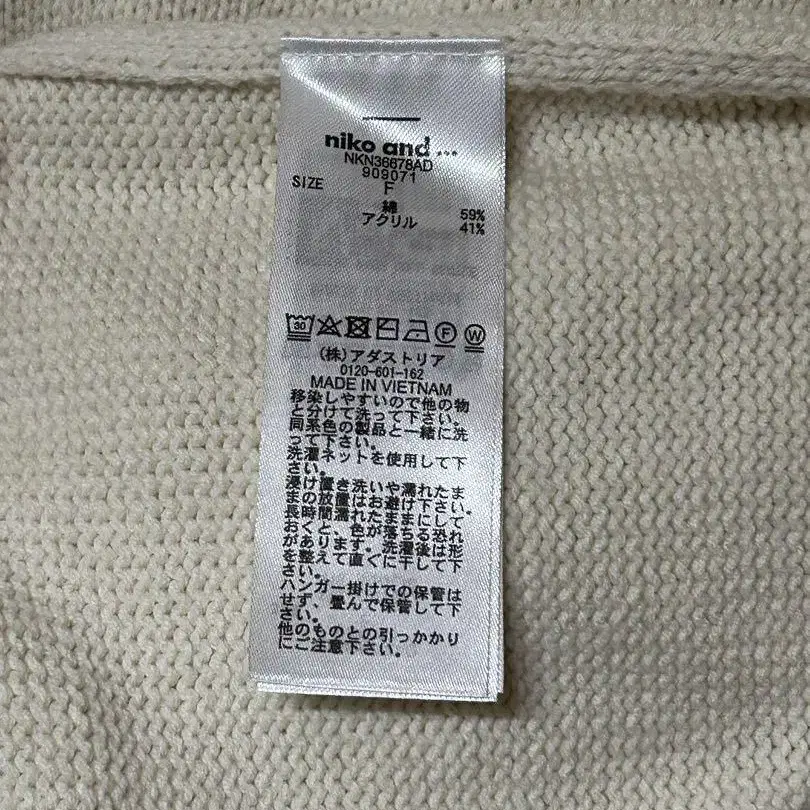 niko and ...
NKN36678AD
909071
SIZE F
綿 59%
アクリル 41%
30 F W
(株)アダストリア
0120-601-162
MADE IN VIETNAM
移染しやすいので他の物
と分けて洗って下さい。
同系色の製品と一緒に洗
って下さい。
洗濯ネットを使用して下
さい。
浸け置き洗いや濡れたま
まの放置はお避け下さい。
長時間濡れたままにして
おくと、色が落ちる恐れ
があります。洗濯後は形
を整えて直ぐに干して下
さい。
ハンガー掛けでの保管は
せず、畳んで保管して下
さい。
他のものとの引っかかり
にご注意下さい。